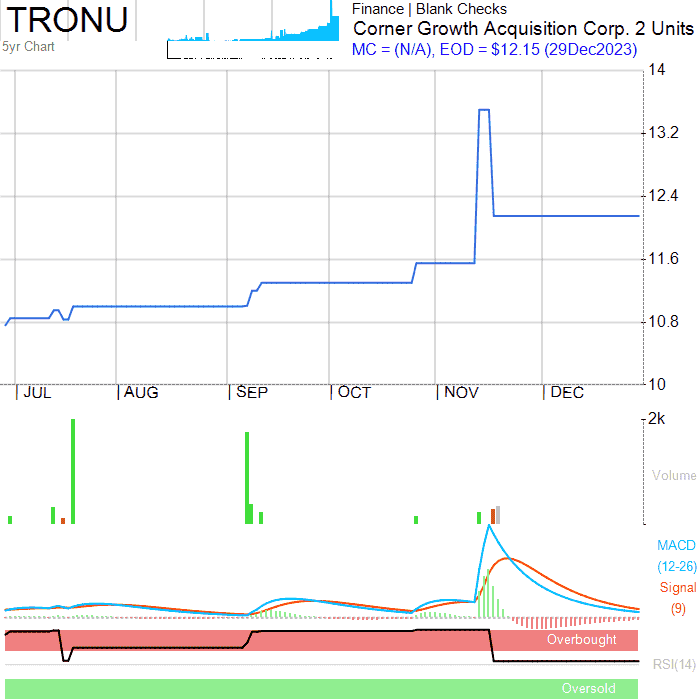 TRONU
5yr Chart
Finance | Blank Checks
Corner Growth Acquisition Corp. 2 Units
MC = (N/A), EOD = $12.15 (29Dec2023)
14
13.2
12.4
11.6
10.8
10
| JUL | AUG | SEP | OCT | NOV | DEC
2k
Volume
MACD
(12-26)
Signal
(9)
Overbought
RSI(14)
Oversold